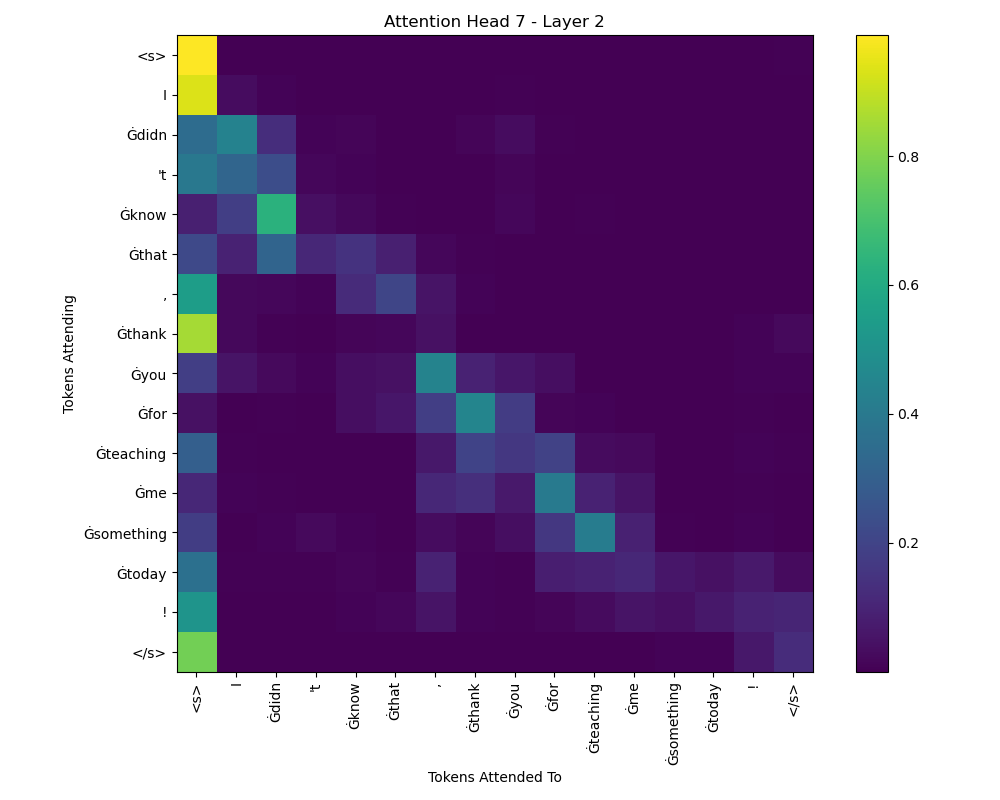 Attention Head 7 - Layer 2
<s>
I
Ġdidn
't
Ġknow
Ġthat
,
Ġthank
Ġyou
Ġfor
Ġteaching
Ġme
Ġsomething
Ġtoday
!
</s>
Tokens Attending
<s>
I
Ġdidn
't
Ġknow
Ġthat
,
Ġthank
Ġyou
Ġfor
Ġteaching
Ġme
Ġsomething
Ġtoday
!
</s>
Tokens Attended To
0.8
0.6
0.4
0.2